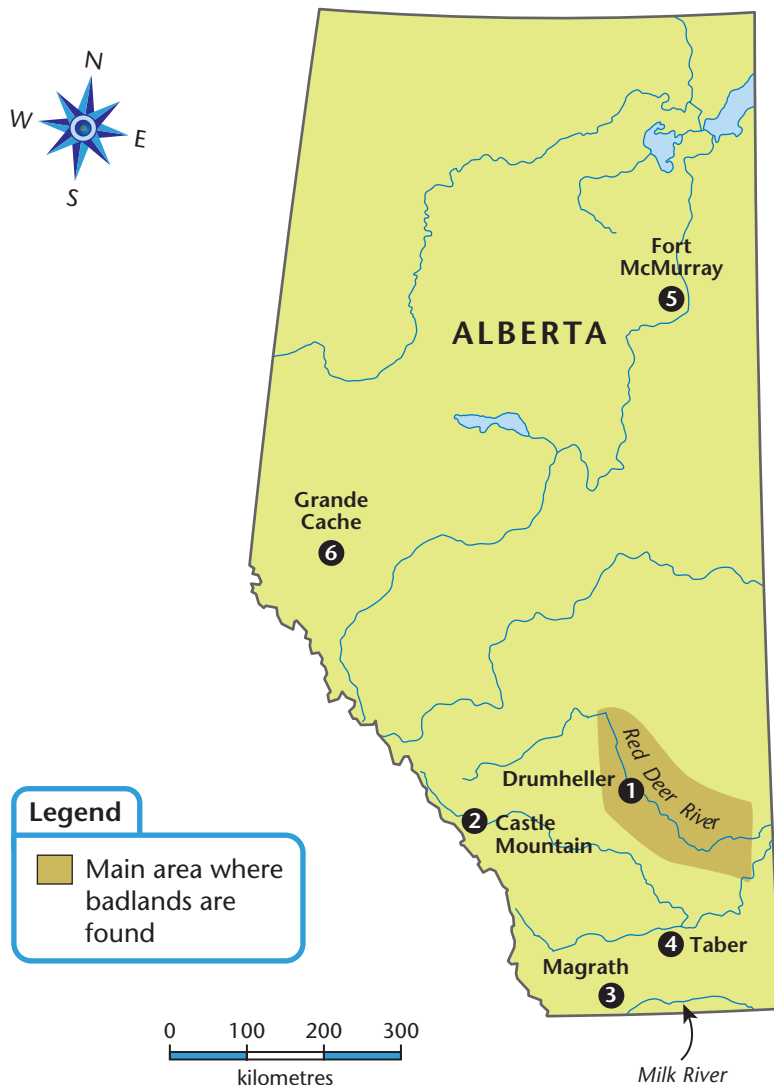 N
W
E
S
Fort
McMurray
5
ALBERTA
Grande
Cache
6
Red Deer River
Drumheller
1
2
Castle
Mountain
4
Taber
Magrath
3
Milk River
Legend
Main area where
badlands are
found
0 100 200 300
kilometres